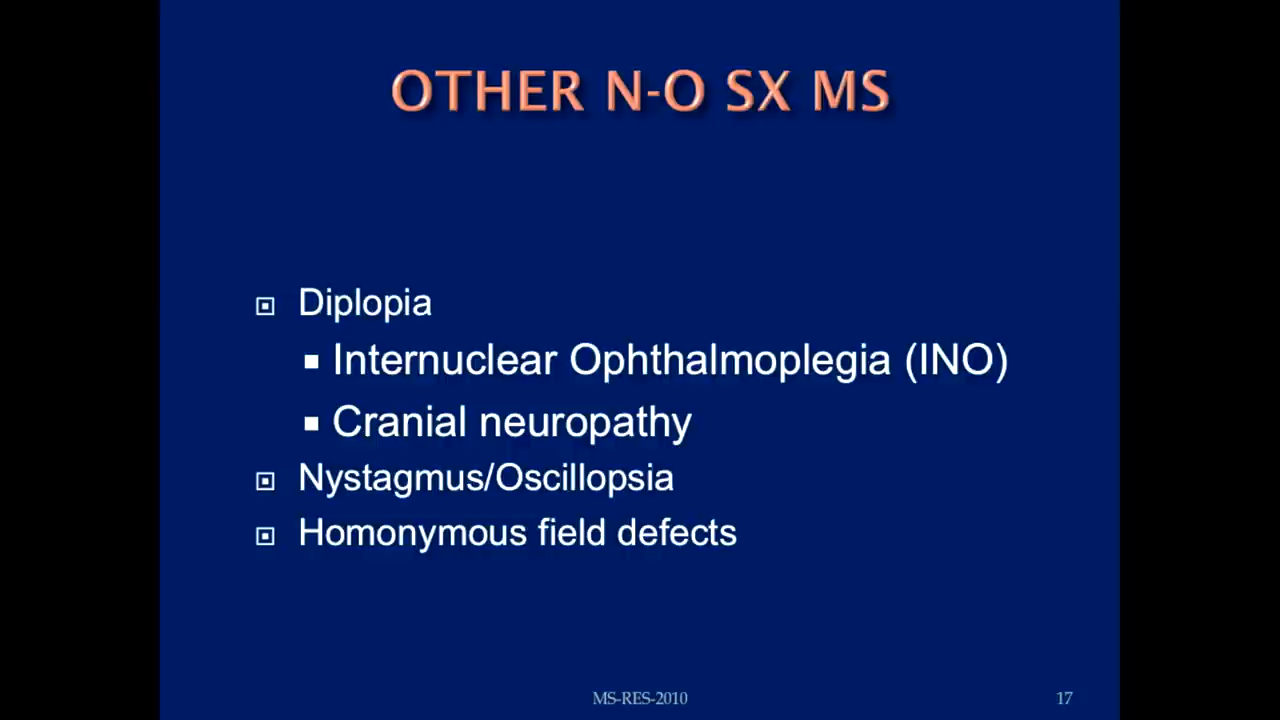 OTHER N-O SX MS
Diplopia
Internuclear Ophthalmoplegia (INO)
Cranial neuropathy
Nystagmus/Oscillopsia
Homonymous field defects
MS-RES-2010
17